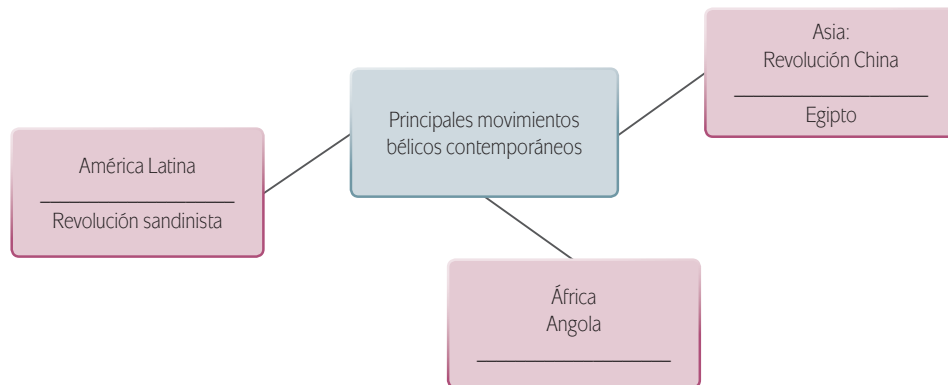 Asia:
Revolución China
Egipto
Principales movimientos
bélicos contemporáneos
América Latina
Revolución sandinista
África
Angola